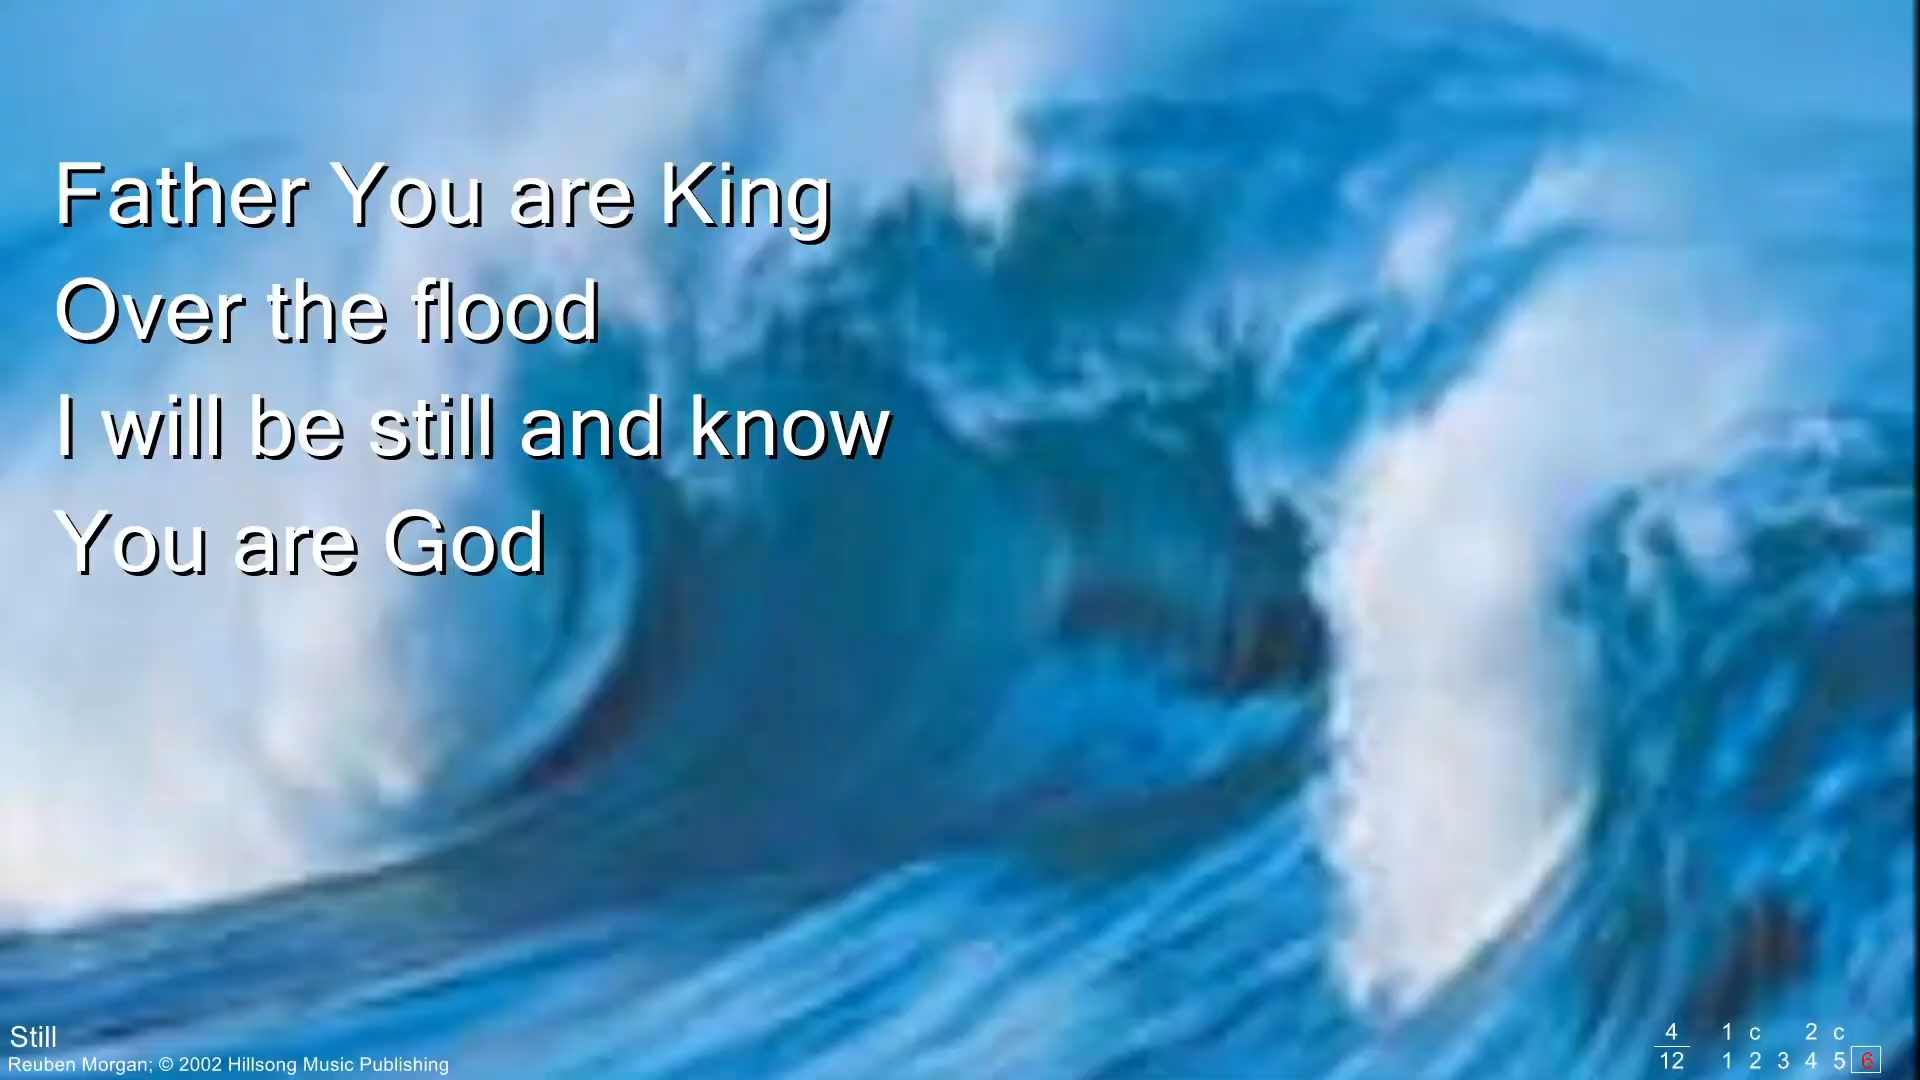 Father You are King
Over the flood
I will be still and know
You are God
Still
Reuben Morgan; © 2002 Hillsong Music Publishing
4 1 c 2 c
12 1 2 3 4 5 6